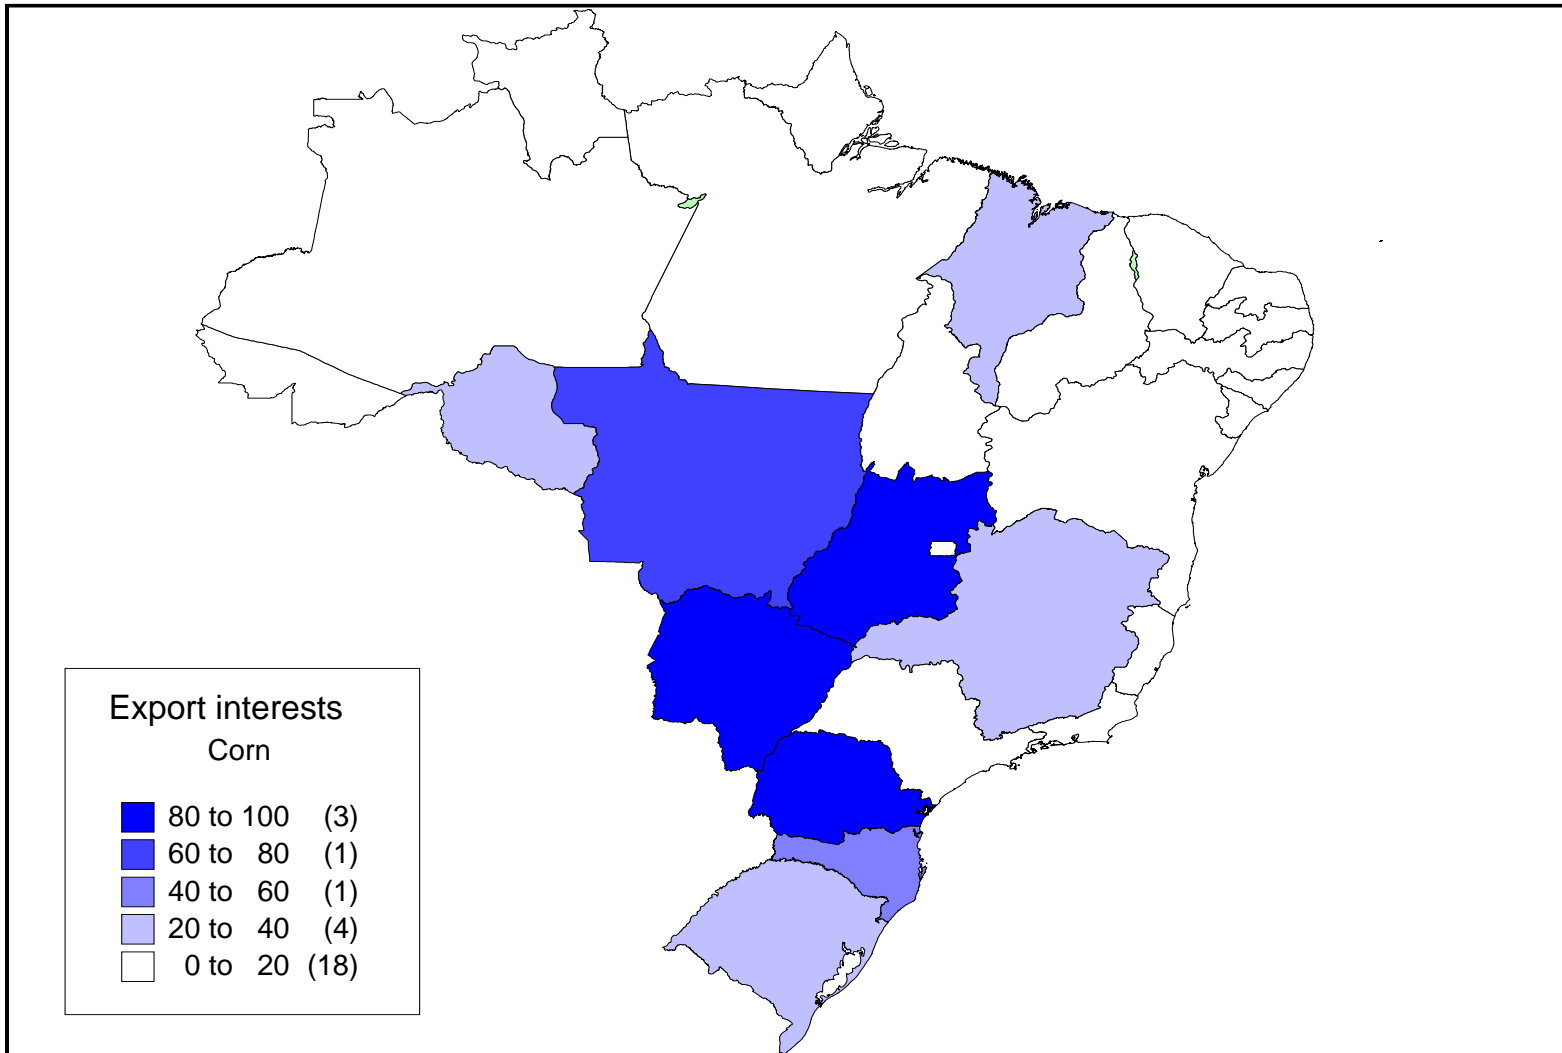 Export interests
Corn
80 to 100 (3)
60 to 80 (1)
40 to 60 (1)
20 to 40 (4)
0 to 20 (18)